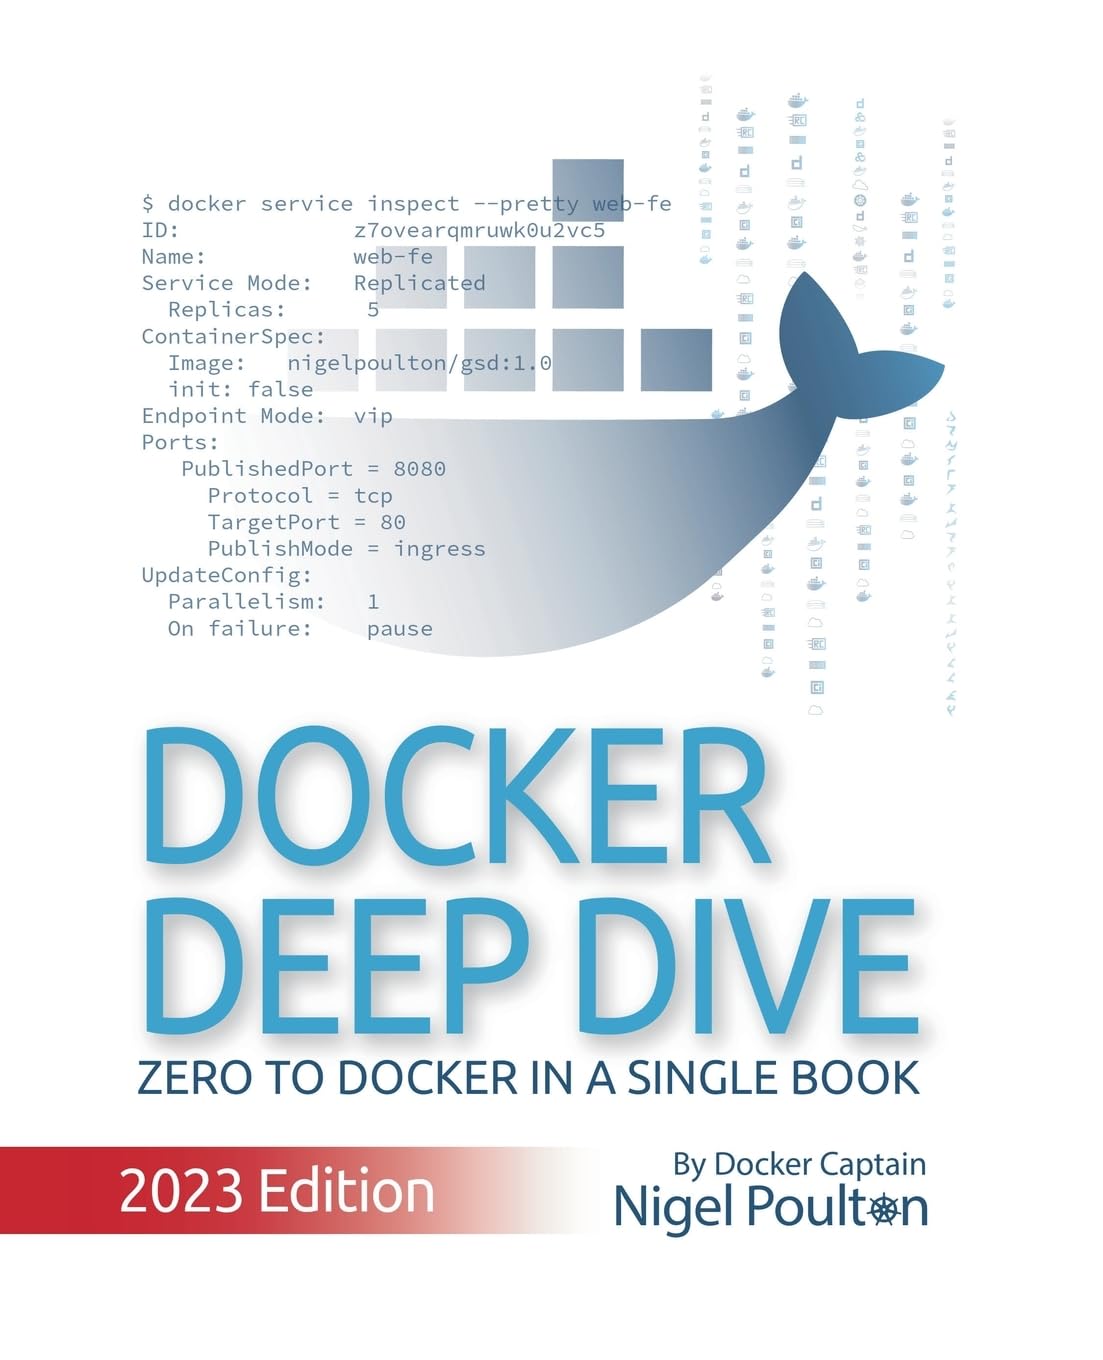 $ docker service inspect --pretty web-fe
ID: z7ovearqmruwk0u2vc5
Name: web-fe
Service Mode: Replicated
Replicas: 5
ContainerSpec:
Image: nigelpoulton/gsd:1.0
init: false
Endpoint Mode: vip
Ports:
PublishedPort = 8080
Protocol = tcp
TargetPort = 80
PublishMode = ingress
UpdateConfig:
Parallelism: 1
On failure: pause
DOCKER
DEEP DIVE
ZERO TO DOCKER IN A SINGLE BOOK
2023 Edition
By Docker Captain
Nigel Poulton